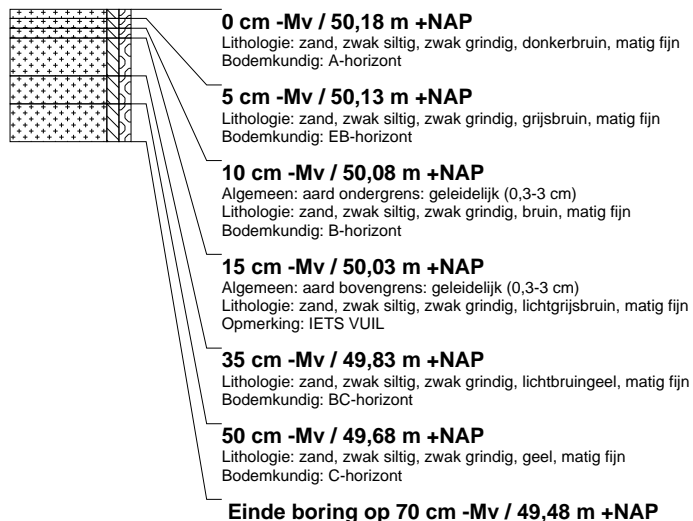 0 cm -Mv / 50,18 m +NAP
Lithologie: zand, zwak siltig, zwak grindig, donkerbruin, matig fijn
Bodemkundig: A-horizont
5 cm -Mv / 50,13 m +NAP
Lithologie: zand, zwak siltig, zwak grindig, grijsbruin, matig fijn
Bodemkundig: EB-horizont
10 cm -Mv / 50,08 m +NAP
Algemeen: aard ondergrens: geleidelijk (0,3-3 cm)
Lithologie: zand, zwak siltig, zwak grindig, bruin, matig fijn
Bodemkundig: B-horizont
15 cm -Mv / 50,03 m +NAP
Algemeen: aard bovengrens: geleidelijk (0,3-3 cm)
Lithologie: zand, zwak siltig, zwak grindig, lichtgrijsbruin, matig fijn
Opmerking: IETS VUIL
35 cm -Mv / 49,83 m +NAP
Lithologie: zand, zwak siltig, zwak grindig, lichtbruingeel, matig fijn
Bodemkundig: BC-horizont
50 cm -Mv / 49,68 m +NAP
Lithologie: zand, zwak siltig, zwak grindig, geel, matig fijn
Bodemkundig: C-horizont
Einde boring op 70 cm -Mv / 49,48 m +NAP